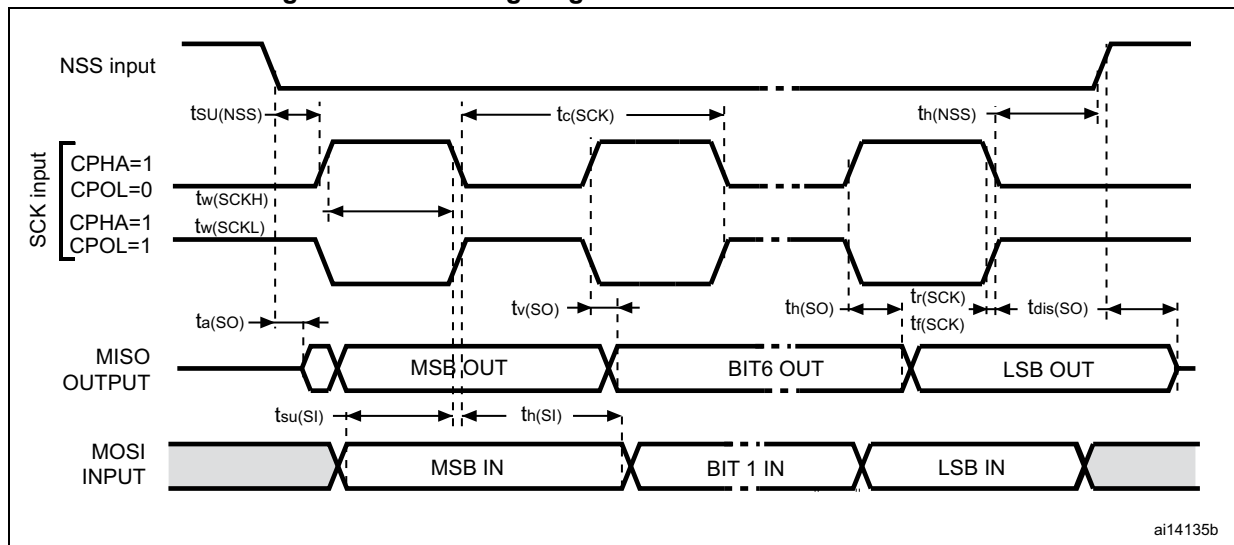 NSS input
tSU(NSS)
tc(SCK)
th(NSS)
SCK input
CPHA=1
CPOL=0
tw(SCKH)
CPHA=1
tw(SCKL)
CPOL=1
ta(SO)
tv(SO)
th(SO)
tr(SCK)
tf(SCK)
tdis(SO)
MISO
OUTPUT
MSB OUT
BIT6 OUT
LSB OUT
tsu(SI)
th(SI)
MOSI
INPUT
MSB IN
BIT 1 IN
LSB IN
ai14135b